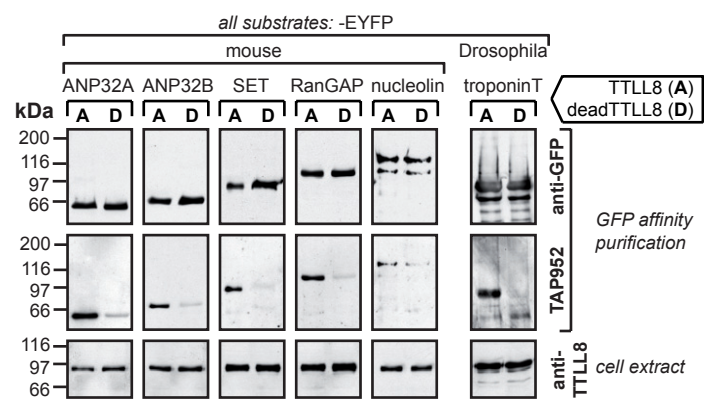 all substrates: -EYFP
mouse Drosophila
ANP32A ANP32B SET RanGAP nucleolin troponinT
TTLL8 (A)
deadTTLL8 (D)
kDa A D A D A D A D A D A D
200
116
97
66
anti-GFP
200
116
97
66
TAP952
GFP affinity
purification
116
97
66
anti-
TTLL8
cell extract